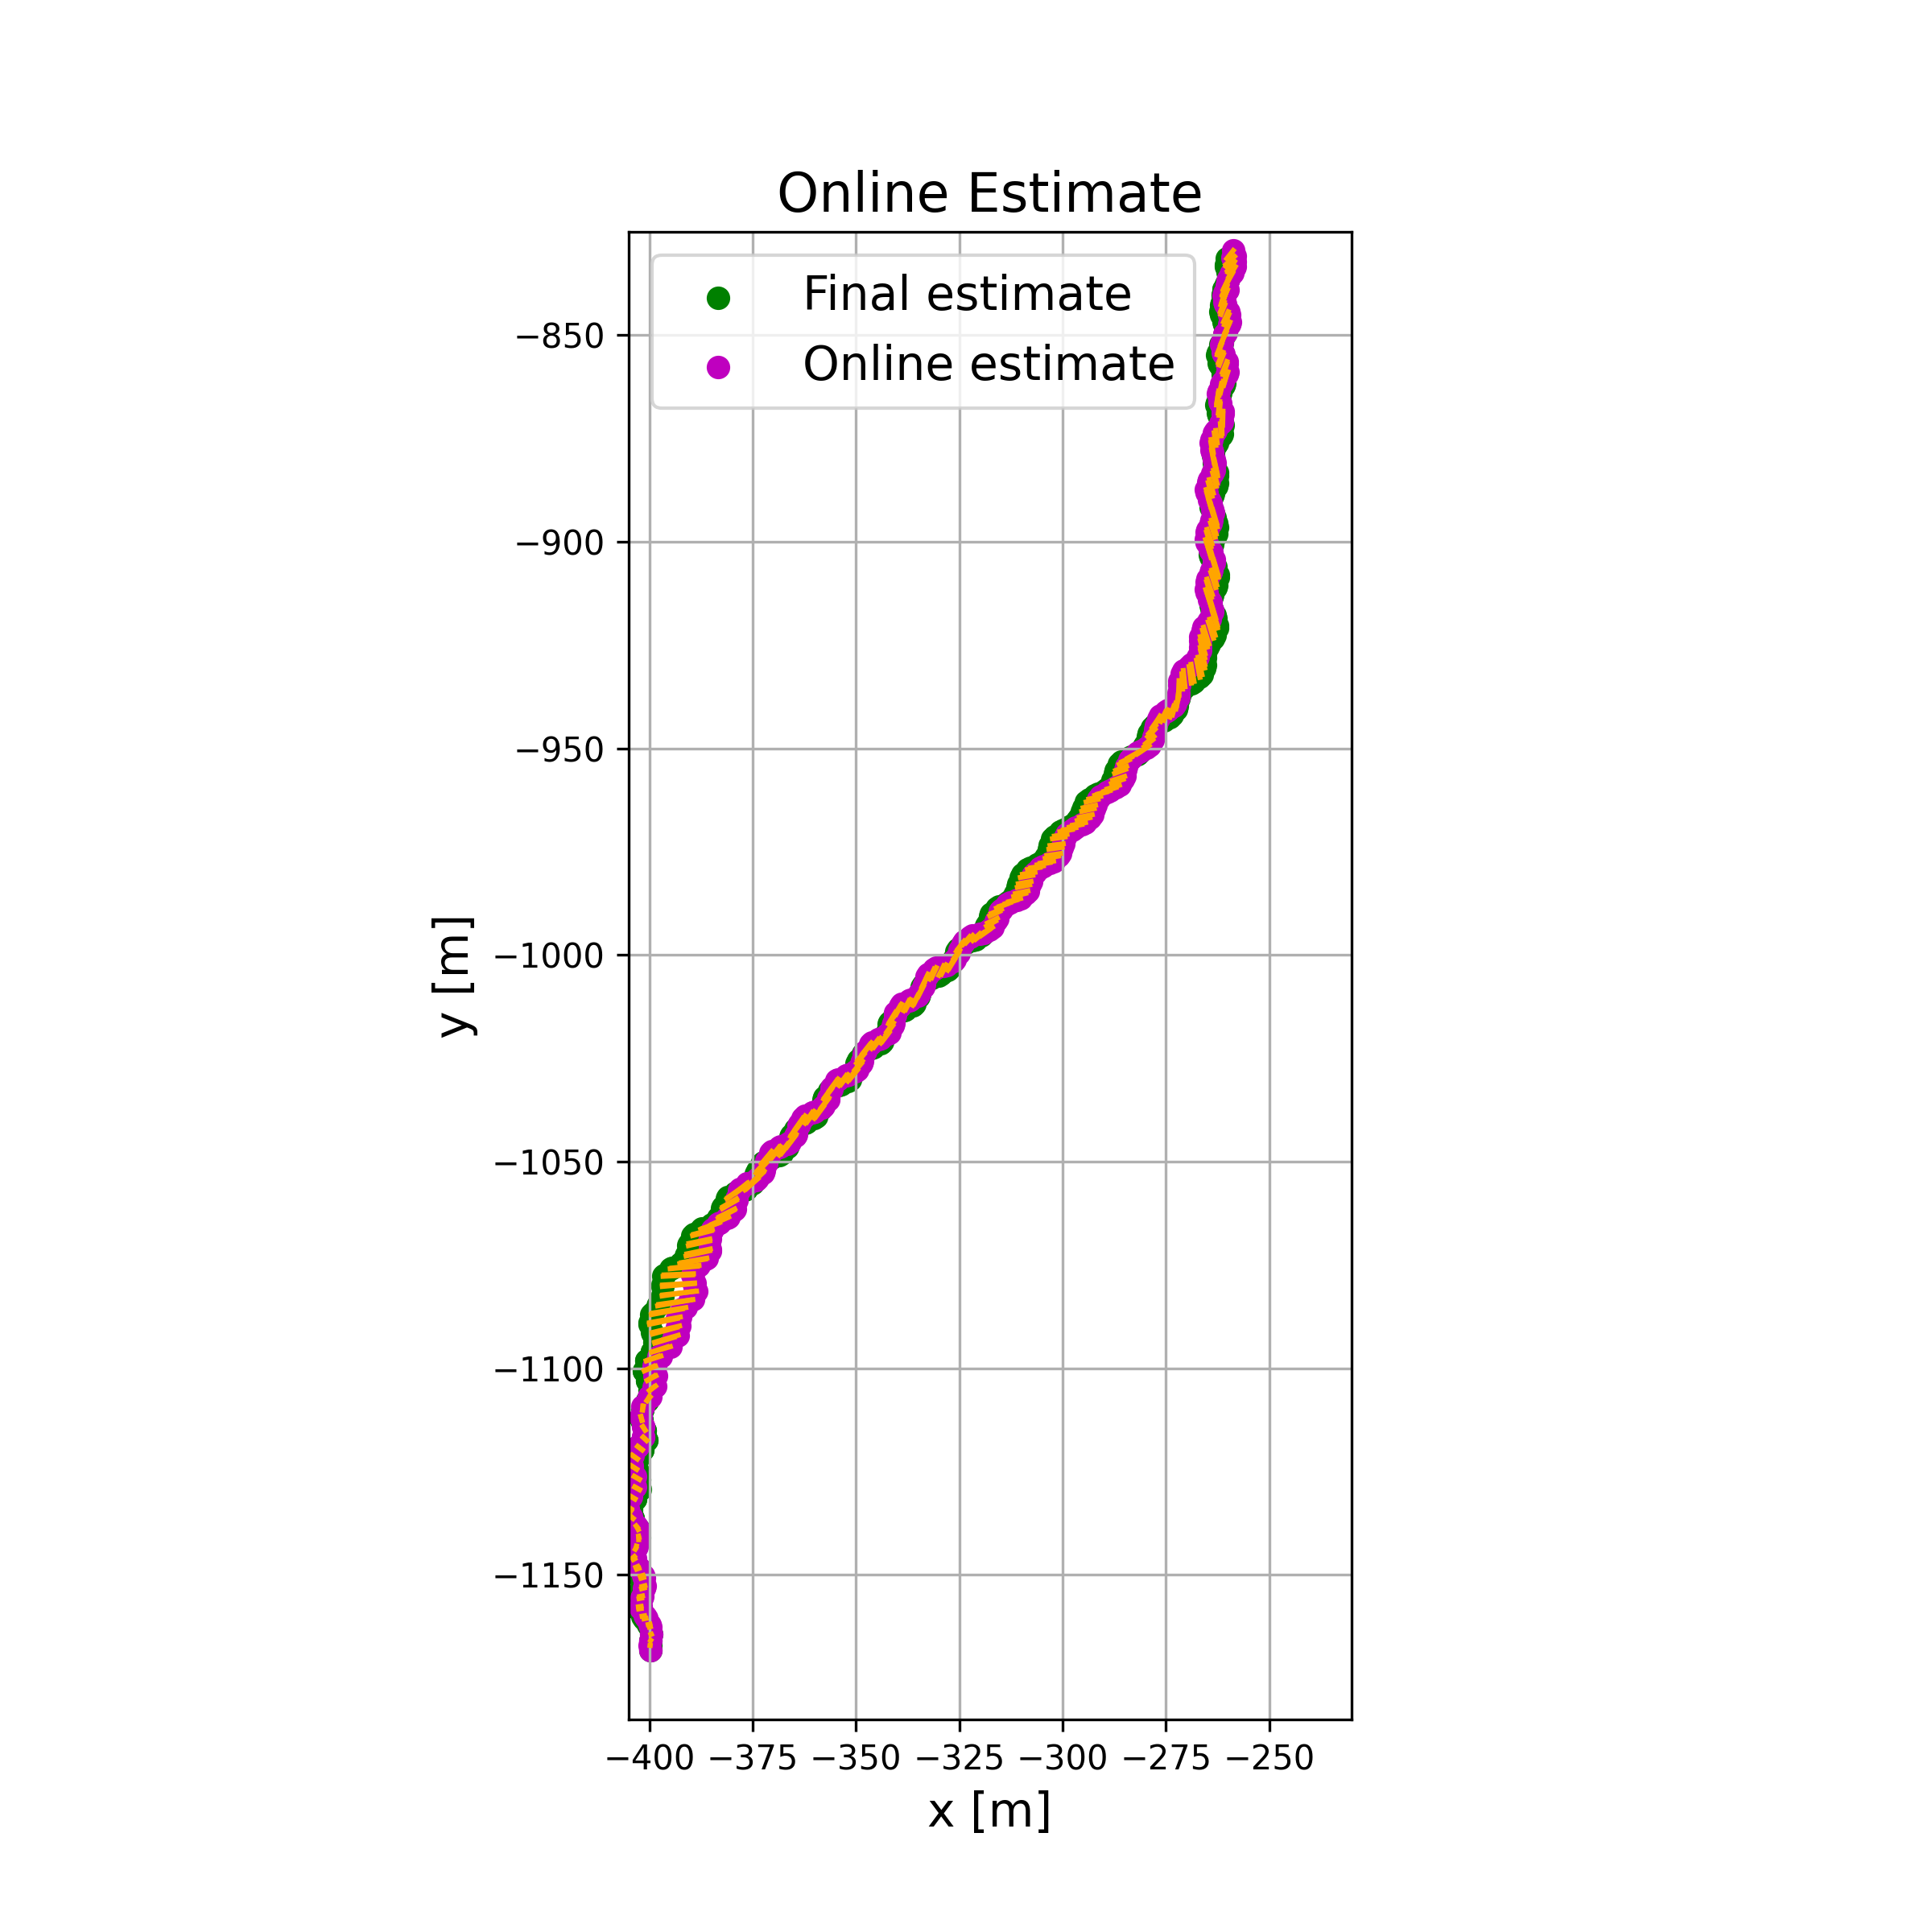 Online Estimate
Final estimate
Online estimate
−850
−900
−950
−1000
−1050
−1100
−1150
y [m]
−400 −375 −350 −325 −300 −275 −250
x [m]